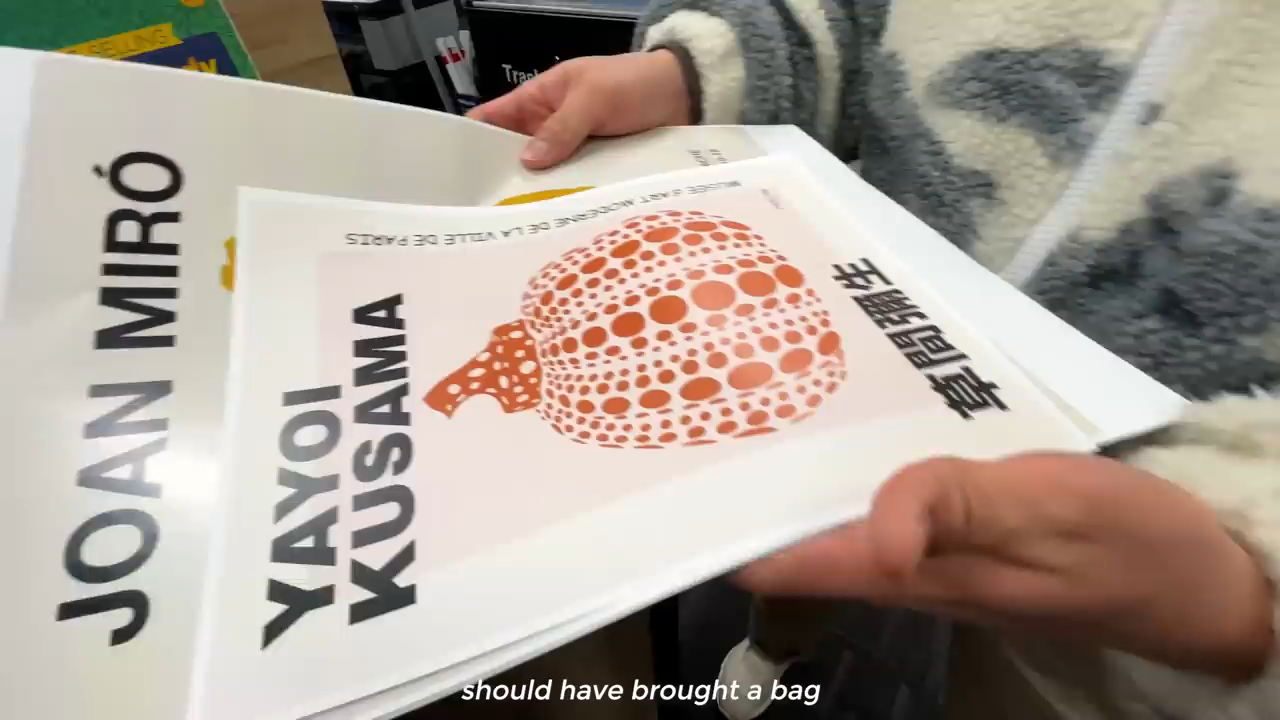 SELLING
JOAN MIRÓ
MUSÉE d'ART MODERNE DE LA VILLE DE PARIS
YAYOI
KUSAMA
草間彌生
should have brought a bag